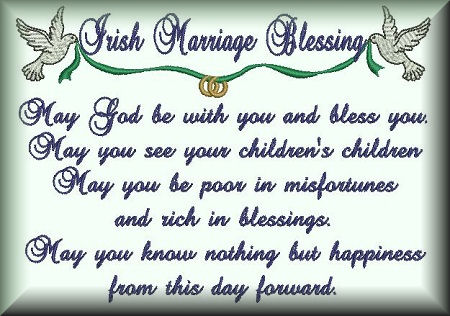 Irish Marriage Blessing
May God be with you and bless you.
May you see your children's children
May you be poor in misfortunes
and rich in blessings.
May you know nothing but happiness
from this day forward.